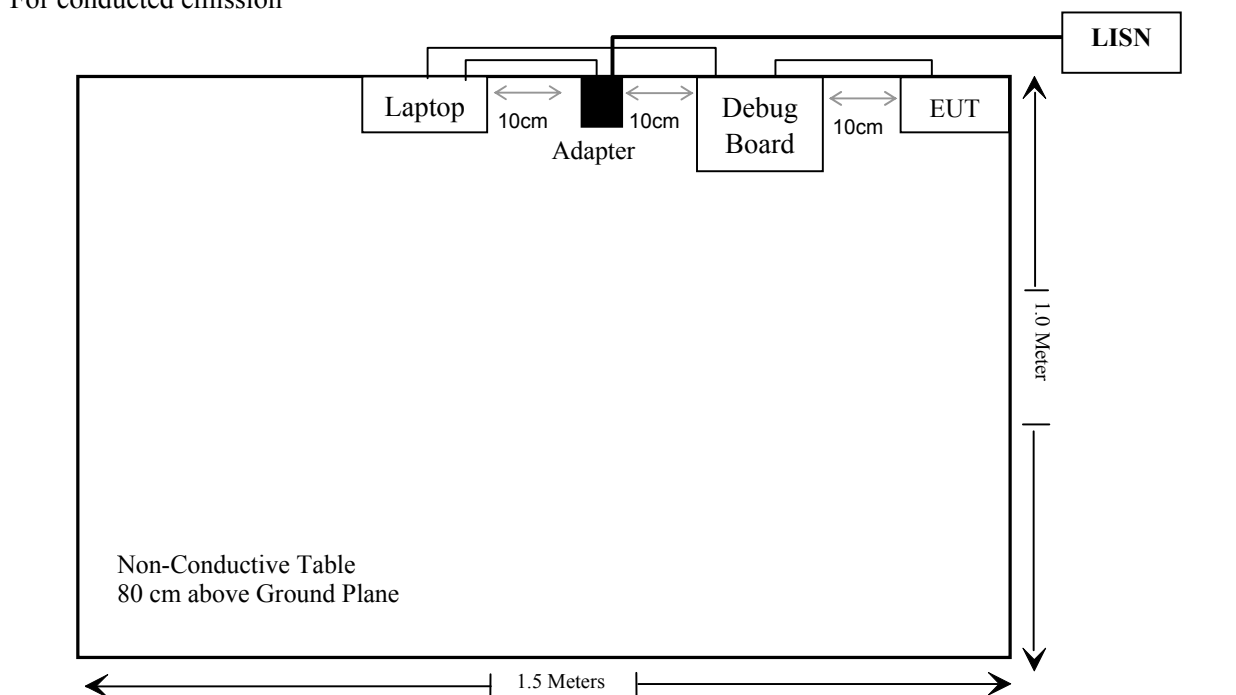 For conducted emission
LISN
Laptop
10cm
Adapter
10cm
Debug
Board
10cm
EUT
1.0 Meter
Non-Conductive Table
80 cm above Ground Plane
1.5 Meters